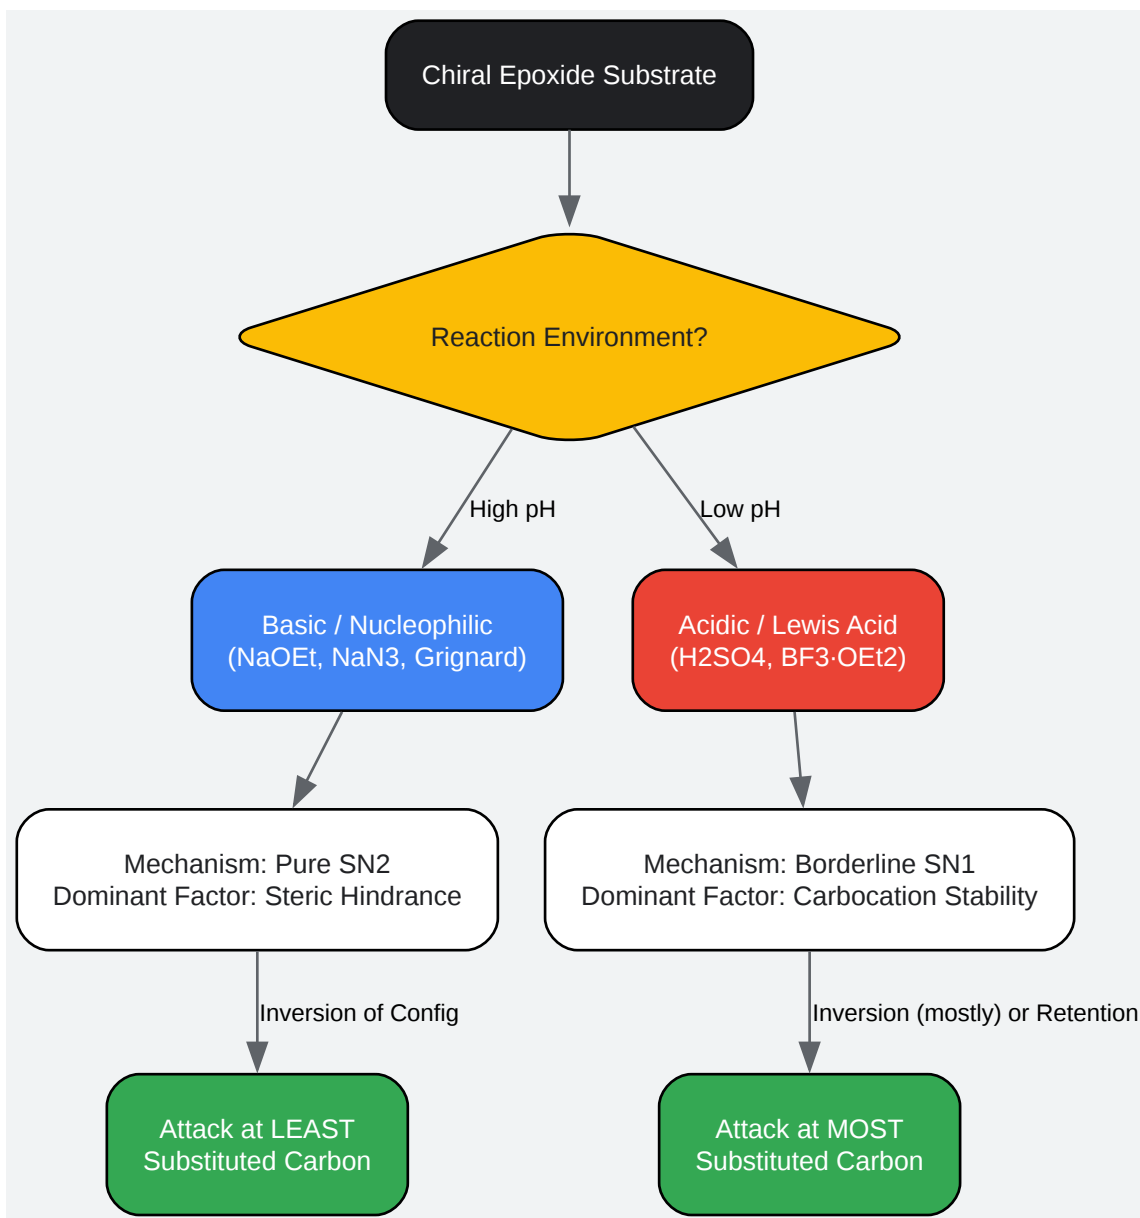 Chiral Epoxide Substrate
Reaction Environment?
High pH
Low pH
Basic / Nucleophilic
(NaOEt, NaN3, Grignard)
Acidic / Lewis Acid
(H2SO4, BF3·OEt2)
Mechanism: Pure SN2
Dominant Factor: Steric Hindrance
Mechanism: Borderline SN1
Dominant Factor: Carbocation Stability
Inversion of Config
Inversion (mostly) or Retention
Attack at LEAST
Substituted Carbon
Attack at MOST
Substituted Carbon